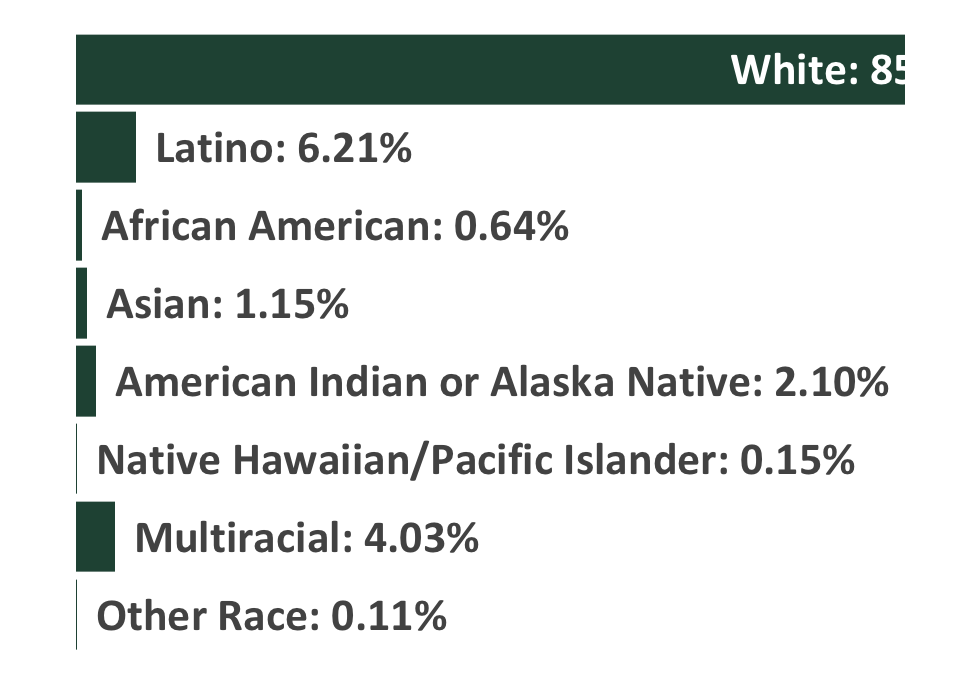 White: 85
Latino: 6.21%
African American: 0.64%
Asian: 1.15%
American Indian or Alaska Native: 2.10%
Native Hawaiian/Pacific Islander: 0.15%
Multiracial: 4.03%
Other Race: 0.11%